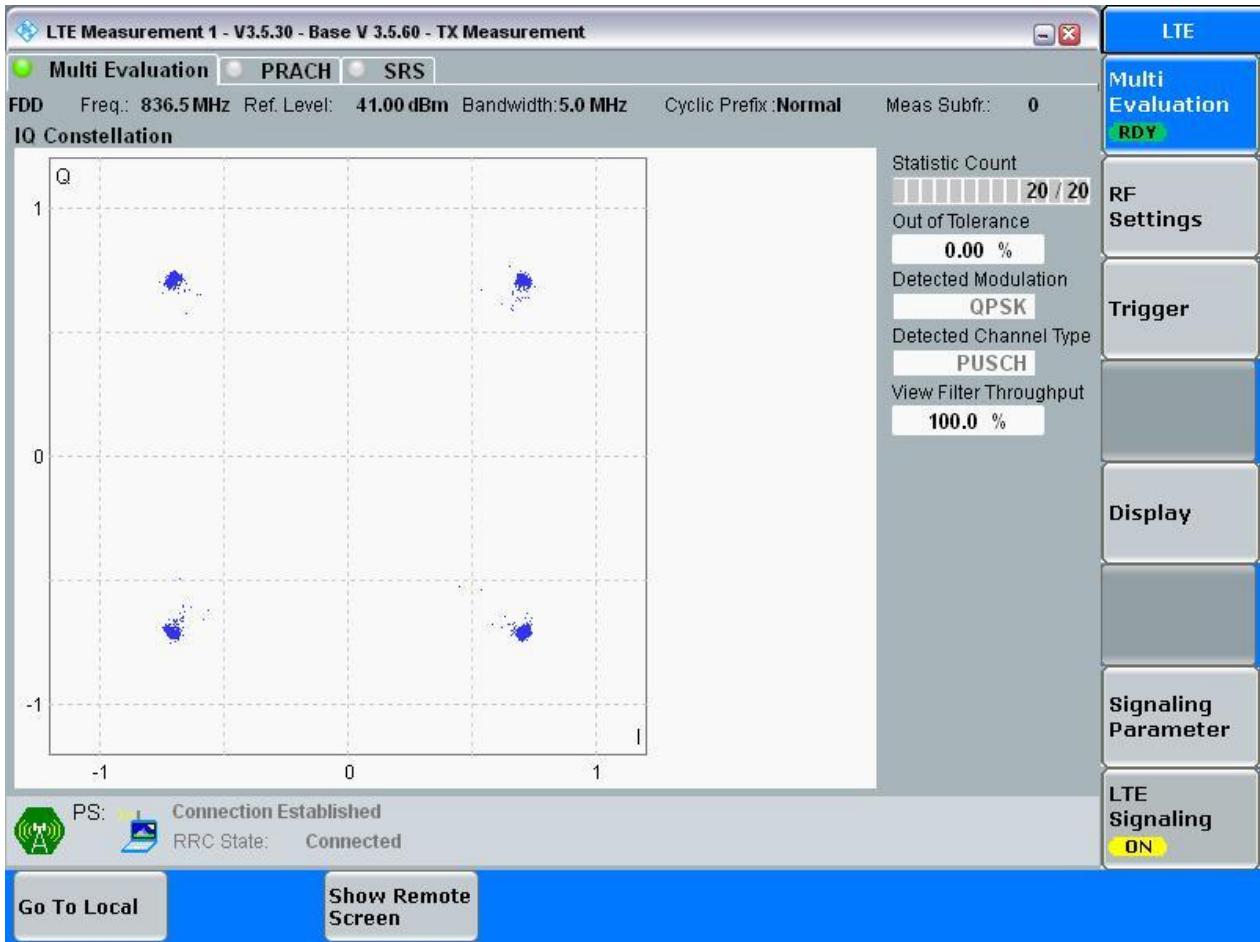 LTE Measurement 1 - V3.5.30 - Base V 3.5.60 - TX Measurement
LTE
Multi Evaluation PRACH SRS
FDD Freq.: 836.5 MHz Ref. Level: 41.00 dBm Bandwidth: 5.0 MHz Cyclic Prefix : Normal Meas Subfr.: 0
IQ Constellation
Q
1
0
-1
I
-1 0 1
Statistic Count
20 / 20
Out of Tolerance
0.00 %
Detected Modulation
QPSK
Detected Channel Type
PUSCH
View Filter Throughput
100.0 %
Multi
Evaluation
RDY
RF
Settings
Trigger
Display
Signaling
Parameter
LTE
Signaling
ON
PS: Connection Established
RRC State: Connected
Go To Local
Show Remote
Screen